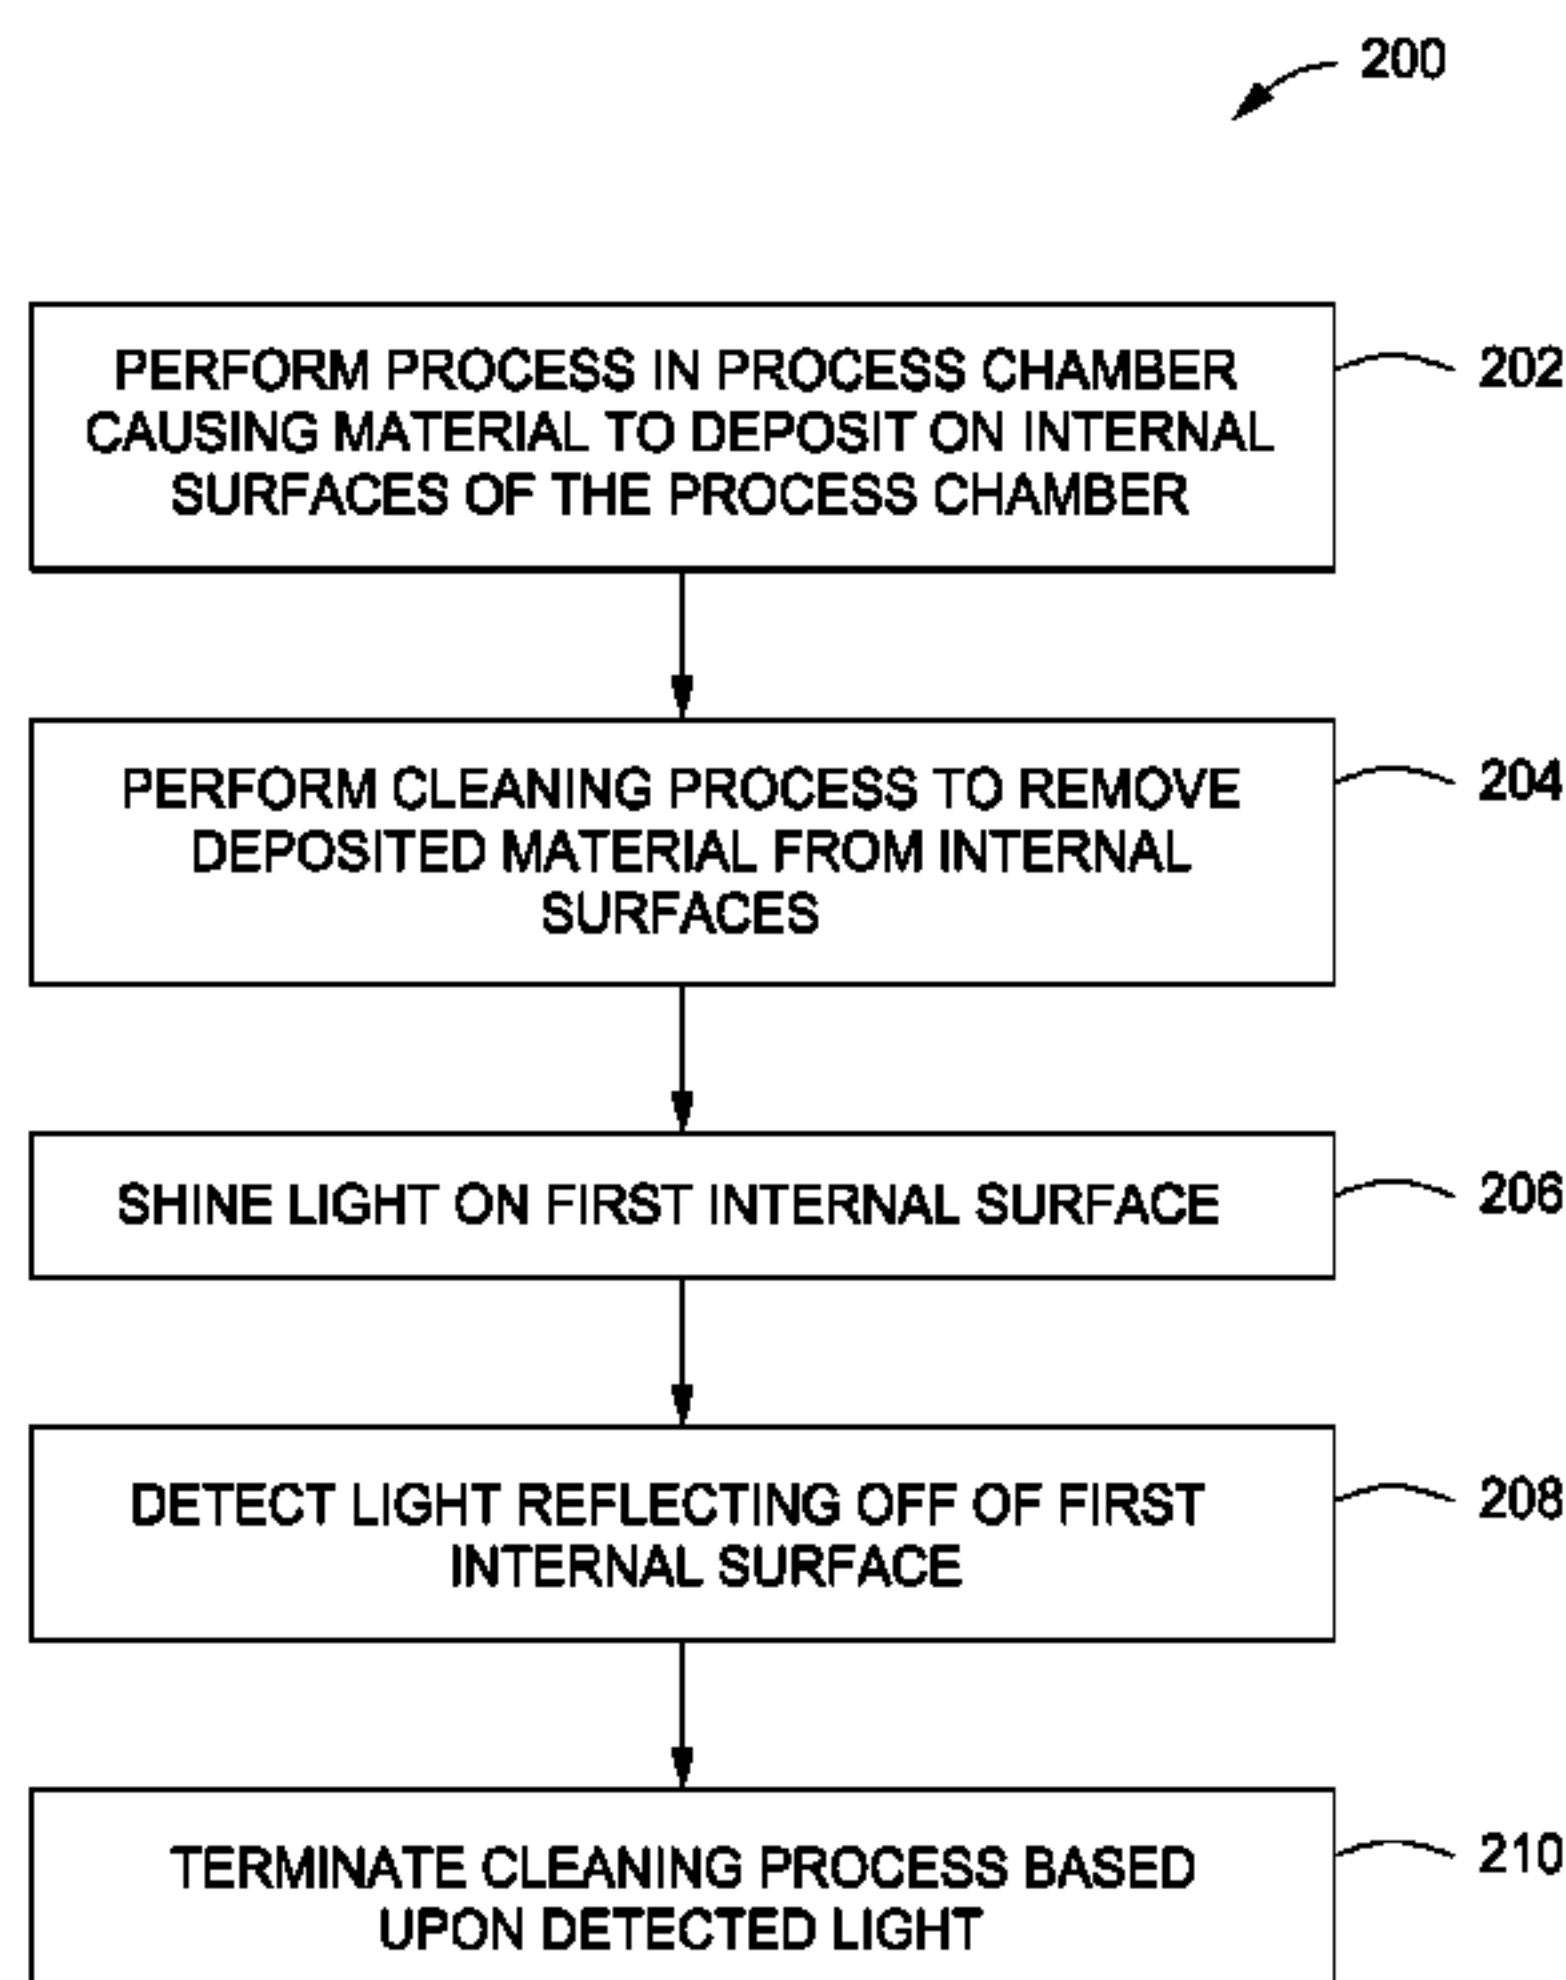 200
PERFORM PROCESS IN PROCESS CHAMBER
CAUSING MATERIAL TO DEPOSIT ON INTERNAL
SURFACES OF THE PROCESS CHAMBER
202
PERFORM CLEANING PROCESS TO REMOVE
DEPOSITED MATERIAL FROM INTERNAL
SURFACES
204
SHINE LIGHT ON FIRST INTERNAL SURFACE
206
DETECT LIGHT REFLECTING OFF OF FIRST
INTERNAL SURFACE
208
TERMINATE CLEANING PROCESS BASED
UPON DETECTED LIGHT
210